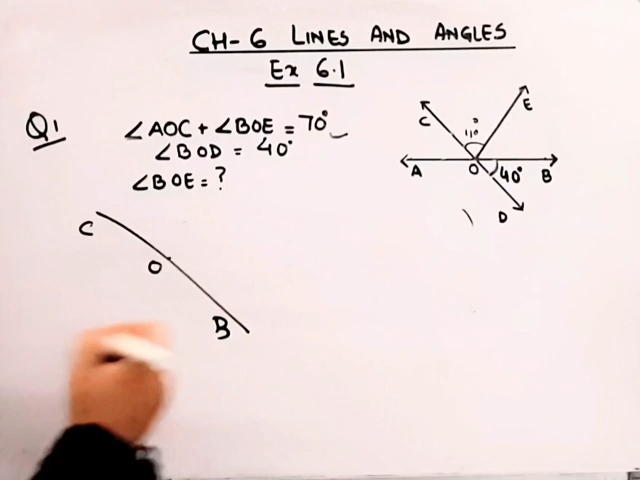 CH-6 LINES AND ANGLES
Ex 6.1
Q1
∠AOC + ∠BOE = 70°
∠BOD = 40°
∠BOE = ?
C
E
110°
A
O
40°
B
D
C
O
B